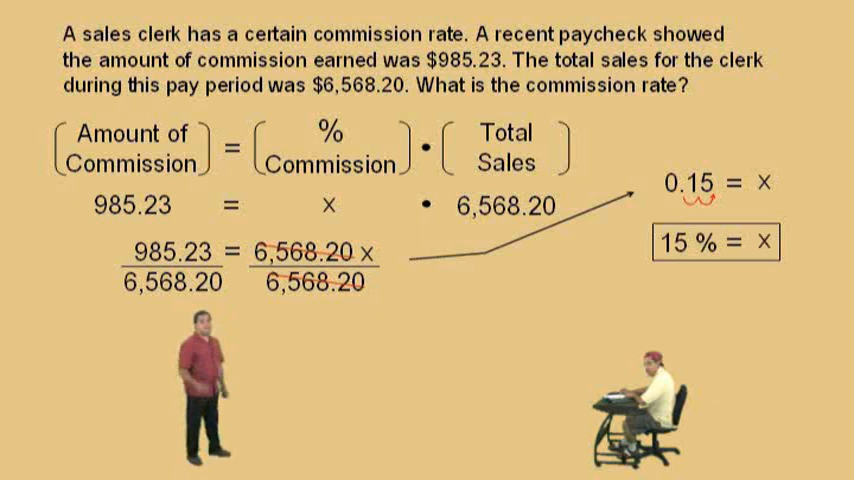 A sales clerk has a certain commission rate. A recent paycheck showed
the amount of commission earned was $985.23. The total sales for the clerk
during this pay period was $6,568.20. What is the commission rate?
(Amount of Commission) = (% Commission) • (Total Sales)
985.23 = x • 6,568.20
985.23 = 6,568.20 x
6,568.20 6,568.20
0.15 = x
15 % = x